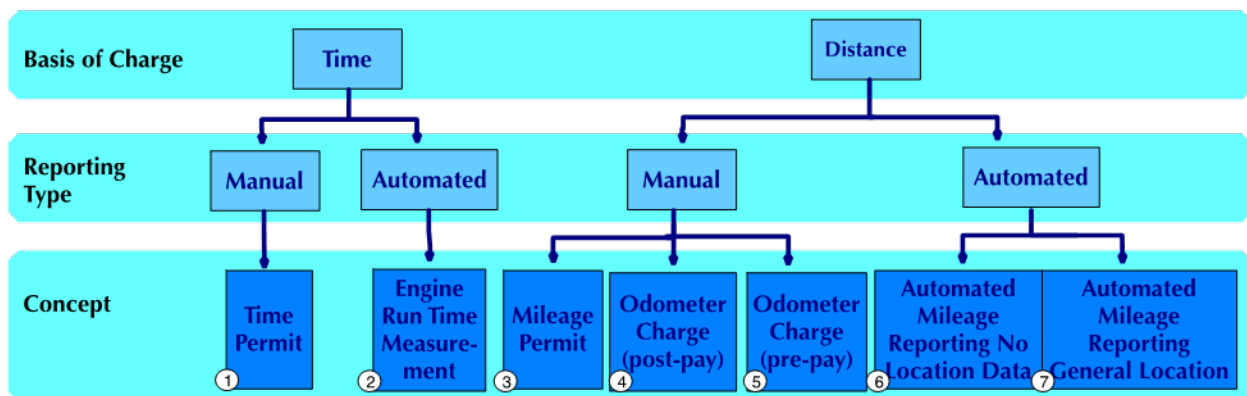 Basis of Charge
Time
Distance
Reporting
Type
Manual
Automated
Manual
Automated
Concept
Time
Permit
1
Engine
Run Time
Measure-
ment
2
Mileage
Permit
3
Odometer
Charge
(post-pay)
4
Odometer
Charge
(pre-pay)
5
Automated
Mileage
Reporting No
Location Data
6
Automated
Mileage
Reporting
General Location
7